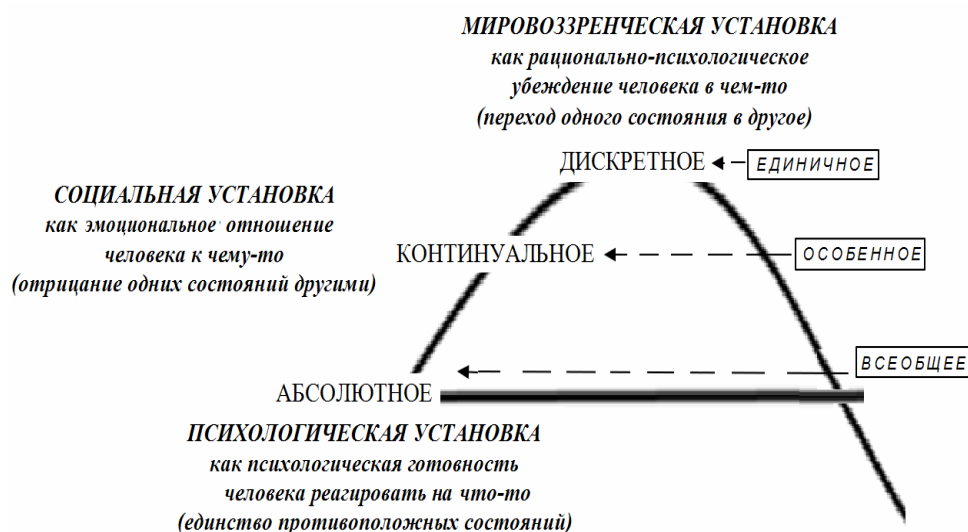 МИРОВОЗЗРЕНЧЕСКАЯ УСТАНОВКА
как рационально-психологическое
убеждение человека в чем-то
(переход одного состояния в другое)
ДИСКРЕТНОЕ
ЕДИНИЧНОЕ
СОЦИАЛЬНАЯ УСТАНОВКА
как эмоциональное отношение
человека к чему-то
(отрицание одних состояний другими)
КОНТИНУАЛЬНОЕ
ОСОБЕННОЕ
ВСЕОБЩЕЕ
АБСОЛЮТНОЕ
ПСИХОЛОГИЧЕСКАЯ УСТАНОВКА
как психологическая готовность
человека реагировать на что-то
(единство противоположных состояний)